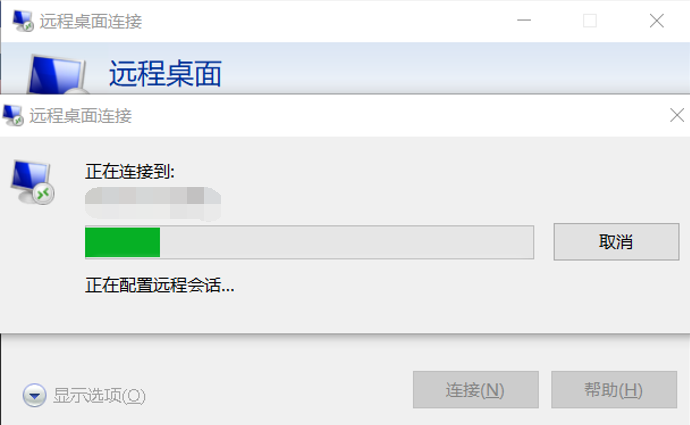 远程桌面连接
远程桌面
远程桌面连接
正在连接到:
取消
正在配置远程会话...
显示选项(O)
连接(N)
帮助(H)